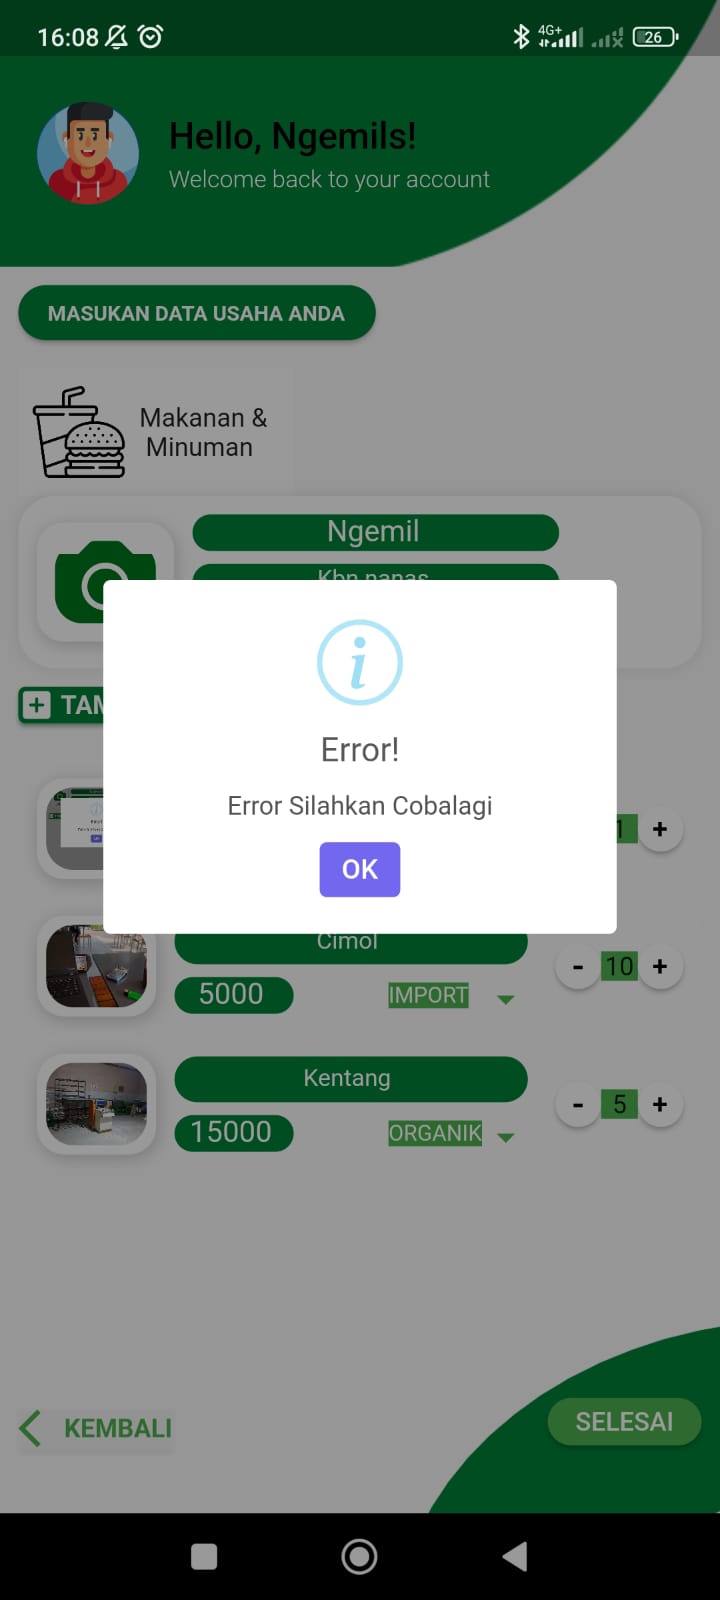 16:08
4G+
26
Hello, Ngemils!
Welcome back to your account
MASUKAN DATA USAHA ANDA
Makanan &
Minuman
Ngemil
Kbn nanas
TAM
Error!
Error Silahkan Cobalagi
OK
1 +
Cimol
- 10 +
5000 IMPORT
Kentang
- 5 +
15000 ORGANIK
KEMBALI
SELESAI